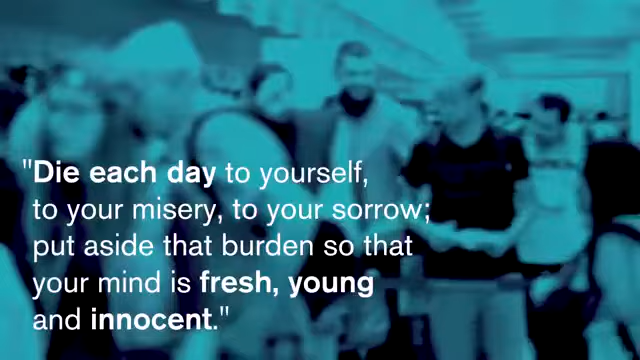 "Die each day to yourself,
to your misery, to your sorrow;
put aside that burden so that
your mind is fresh, young
and innocent."